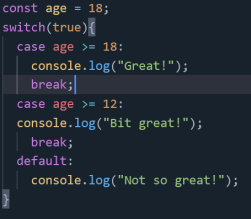 const age = 18;
switch(true){
  case age >= 18:
    console.log("Great!");
    break;
  case age >= 12:
  console.log("Bit great!");
    break;
  default:
    console.log("Not so great!");
}